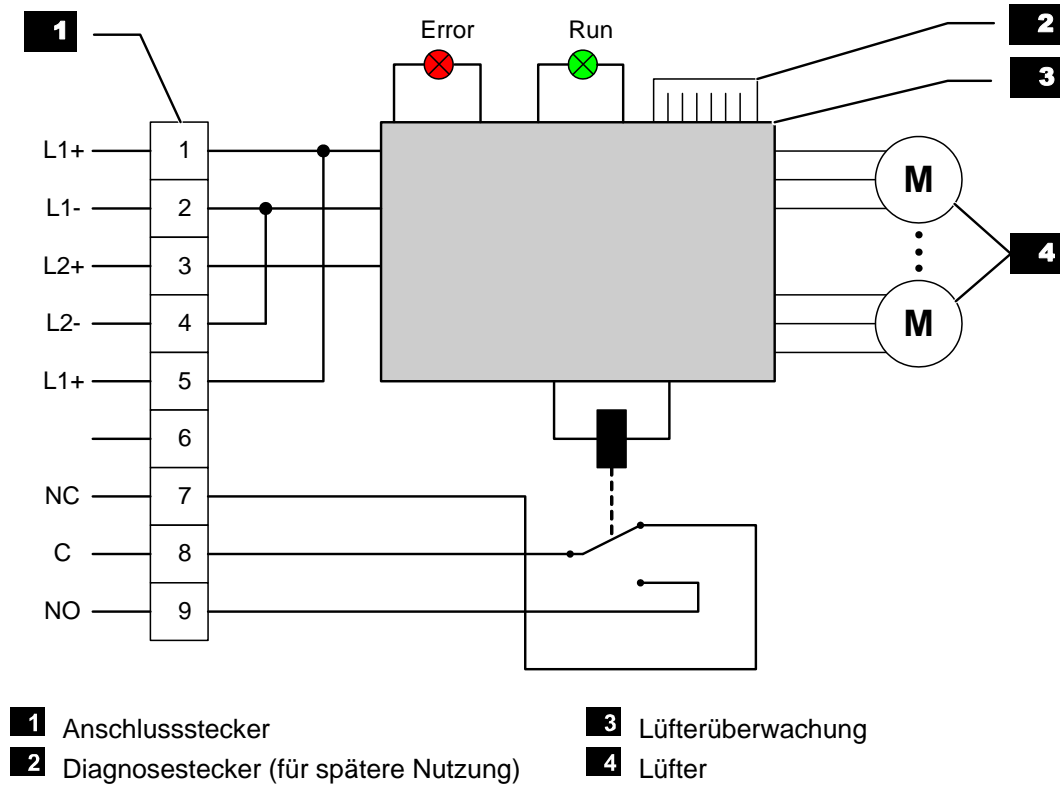 1
Error
Run
2
3
L1+ 1
L1- 2
L2+ 3
L2- 4
L1+ 5
6
NC 7
C 8
NO 9
M
4
M
1 Anschlussstecker
2 Diagnosestecker (für spätere Nutzung)
3 Lüfterüberwachung
4 Lüfter